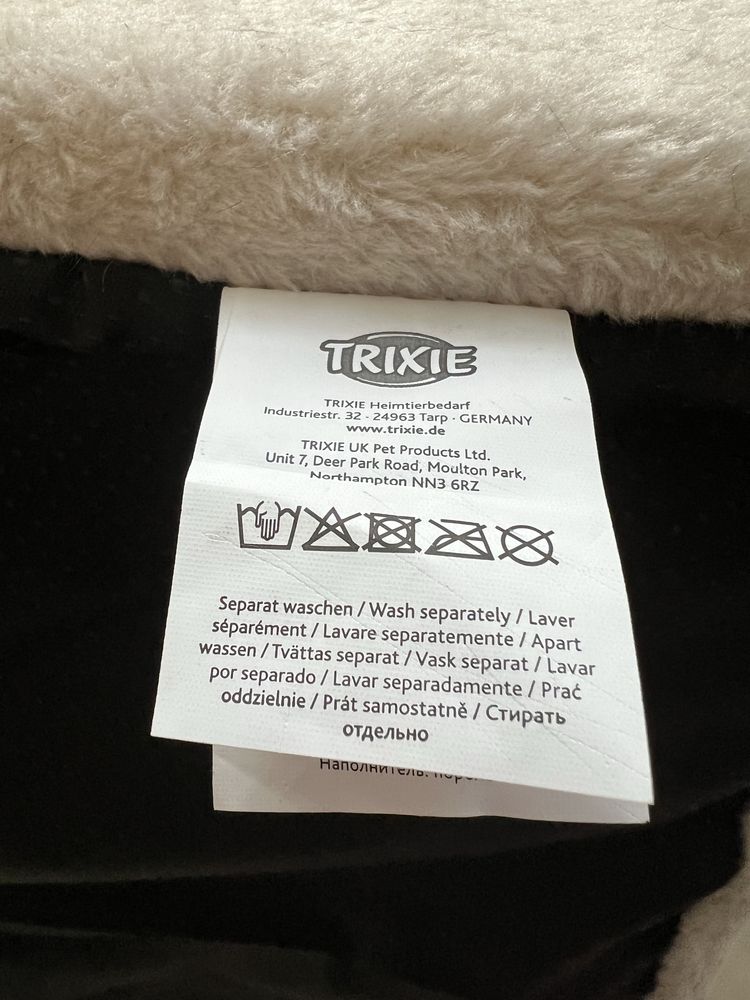 TRIXIE
TRIXIE Heimtierbedarf
Industriestr. 32 - 24963 Tarp · GERMANY
www.trixie.de
TRIXIE UK Pet Products Ltd.
Unit 7, Deer Park Road, Moulton Park,
Northampton NN3 6RZ
Separat waschen / Wash separately / Laver
séparément / Lavare separatemente / Apart
wassen / Tvättas separat / Vask separat / Lavar
por separado / Lavar separadamente / Prać
oddzielnie / Prát samostatně / Стирать
отдельно
Наполнитель: